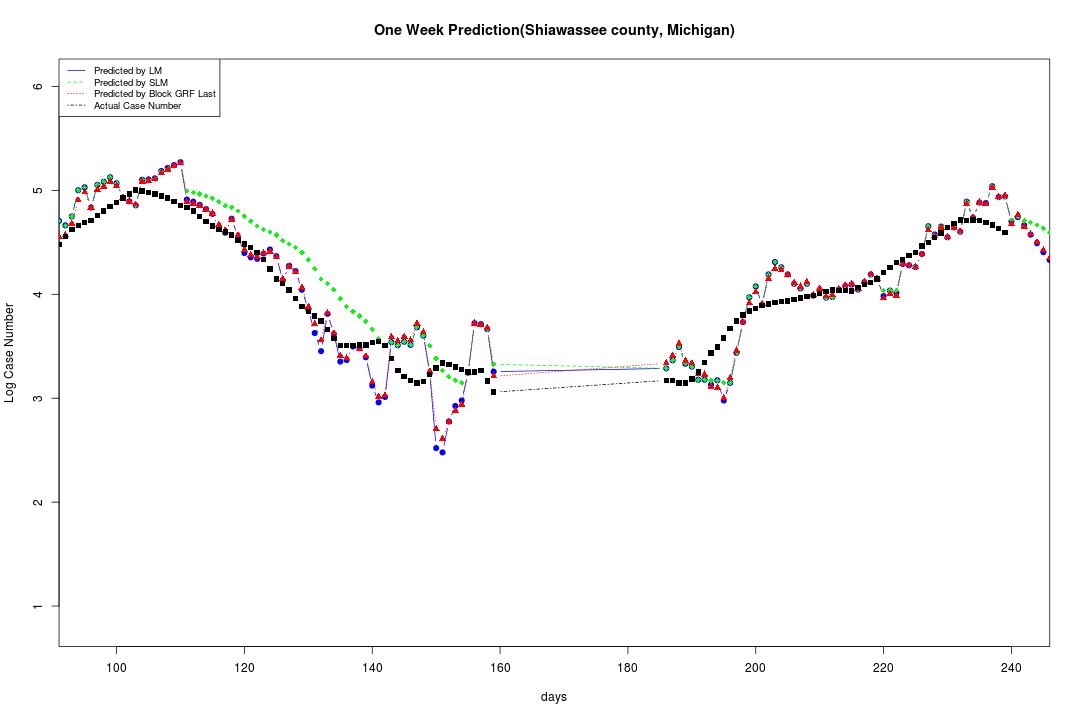 One Week Prediction(Shiawassee county, Michigan)
Predicted by LM
Predicted by SLM
Predicted by Block GRF Last
Actual Case Number
6
5
4
3
2
1
Log Case Number
100 120 140 160 180 200 220 240
days